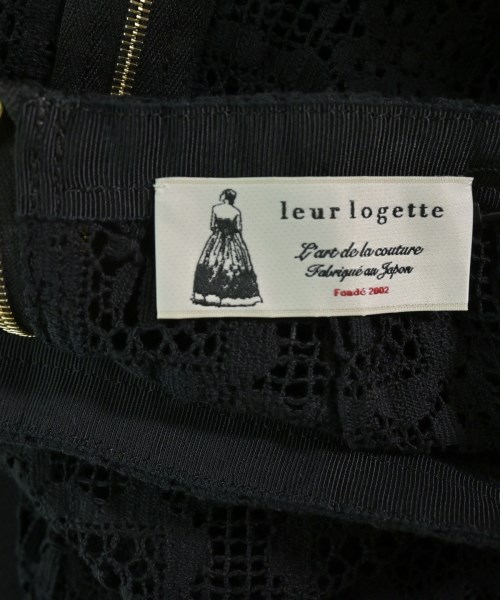 leur logette
L'art de la couture
Fabriqué au Japon
Fondé 2002